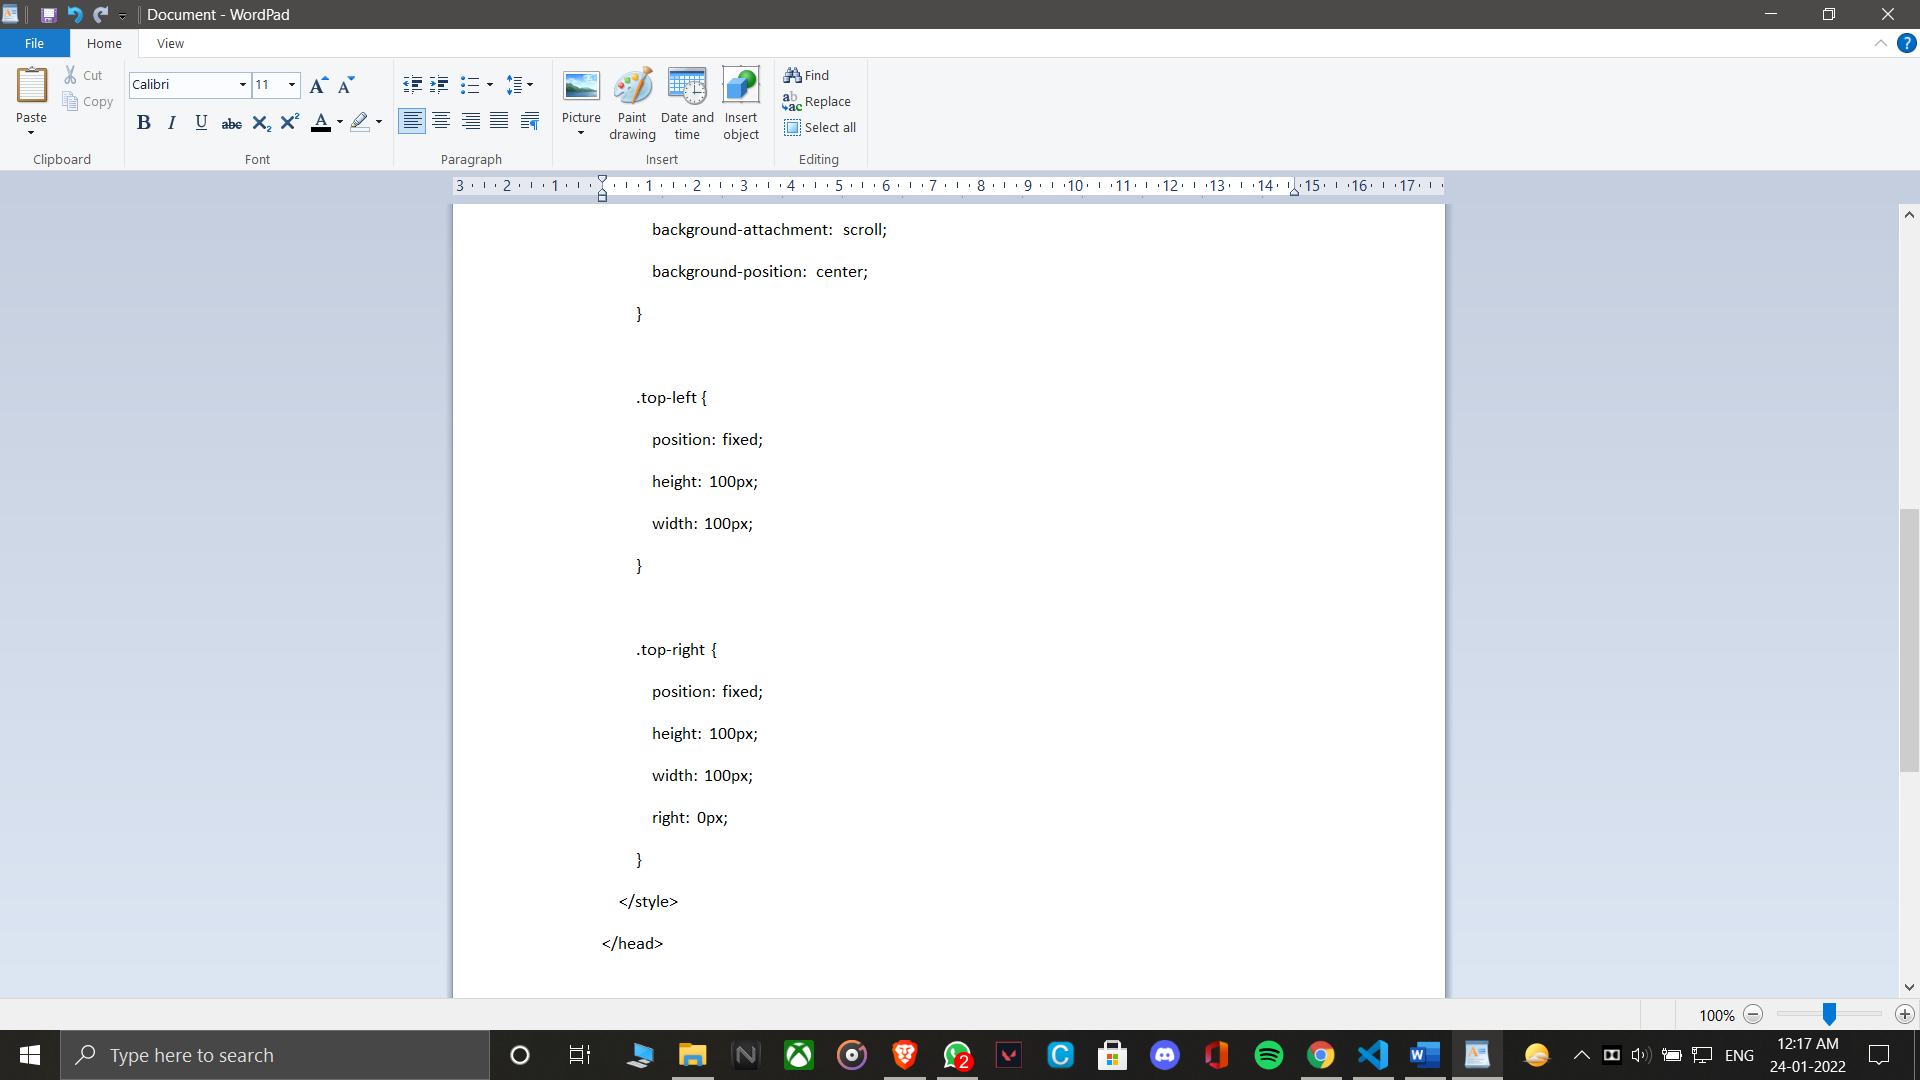 Document - WordPad
File Home View
Paste
Cut
Copy
Clipboard
Calibri 11
B I U abc X₂ X² A
Font
Paragraph
Picture
Paint drawing
Date and time
Insert object
Insert
Find
Replace
Select all
Editing
3 2 1 1 2 3 4 5 6 7 8 9 10 11 12 13 14 15 16 17
background-attachment: scroll;
background-position: center;
}
.top-left {
position: fixed;
height: 100px;
width: 100px;
}
.top-right {
position: fixed;
height: 100px;
width: 100px;
right: 0px;
}
</style>
</head>
100%
Type here to search
2
ENG
12:17 AM
24-01-2022